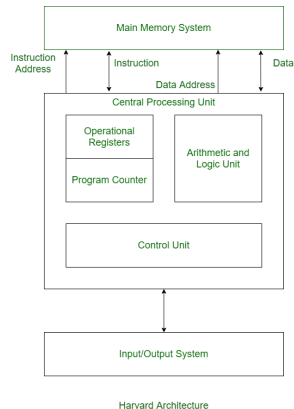 Main Memory System
Instruction
Address
Instruction
Data Address
Data
Central Processing Unit
Operational
Registers
Program Counter
Arithmetic and
Logic Unit
Control Unit
Input/Output System
Harvard Architecture